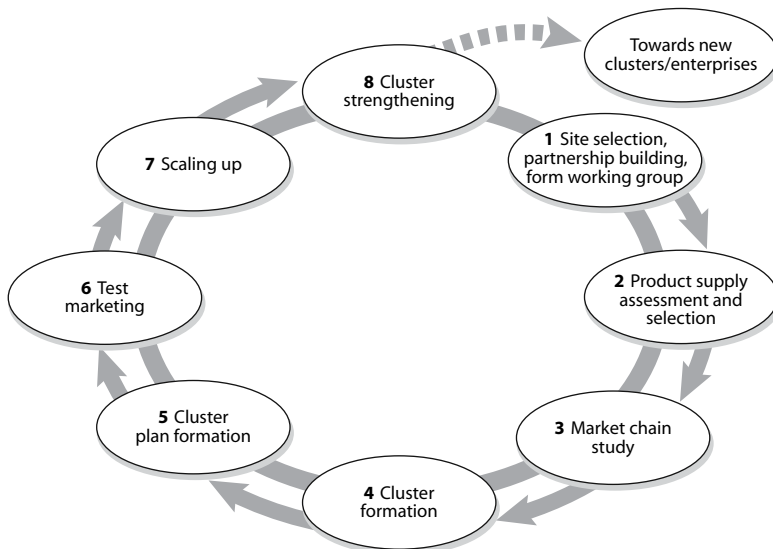 8 Cluster
strengthening
Towards new
clusters/enterprises
1 Site selection,
partnership building,
form working group
2 Product supply
assessment and
selection
3 Market chain
study
4 Cluster
formation
5 Cluster
plan formation
6 Test
marketing
7 Scaling up